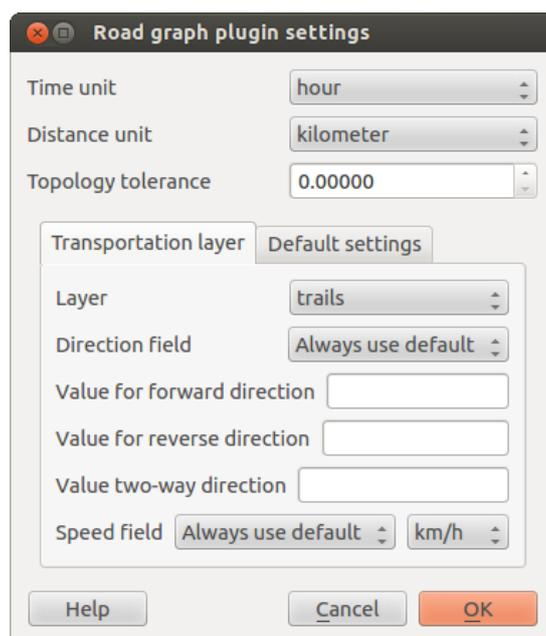 Road graph plugin settings
Time unit hour
Distance unit kilometer
Topology tolerance 0.00000
Transportation layer Default settings
Layer trails
Direction field Always use default
Value for forward direction
Value for reverse direction
Value two-way direction
Speed field Always use default km/h
Help Cancel OK